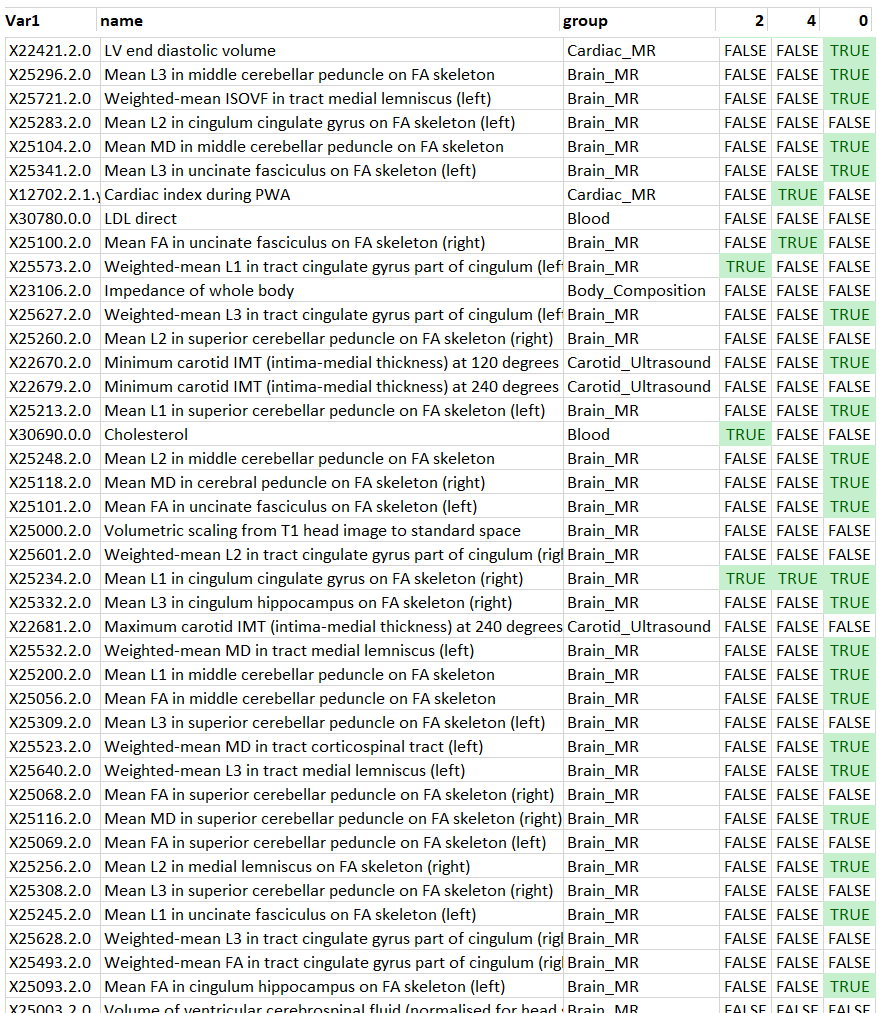 Var1 name group 2 4 0
X22421.2.0 LV end diastolic volume Cardiac_MR FALSE FALSE TRUE
X25296.2.0 Mean L3 in middle cerebellar peduncle on FA skeleton Brain_MR FALSE FALSE TRUE
X25721.2.0 Weighted-mean ISOVF in tract medial lemniscus (left) Brain_MR FALSE FALSE TRUE
X25283.2.0 Mean L2 in cingulum cingulate gyrus on FA skeleton (left) Brain_MR FALSE FALSE FALSE
X25104.2.0 Mean MD in middle cerebellar peduncle on FA skeleton Brain_MR FALSE FALSE TRUE
X25341.2.0 Mean L3 in uncinate fasciculus on FA skeleton (left) Brain_MR FALSE FALSE TRUE
X12702.2.1.y Cardiac index during PWA Cardiac_MR FALSE TRUE FALSE
X30780.0.0 LDL direct Blood FALSE FALSE FALSE
X25100.2.0 Mean FA in uncinate fasciculus on FA skeleton (right) Brain_MR FALSE TRUE FALSE
X25573.2.0 Weighted-mean L1 in tract cingulate gyrus part of cingulum (left Brain_MR TRUE FALSE FALSE
X23106.2.0 Impedance of whole body Body_Composition FALSE FALSE FALSE
X25627.2.0 Weighted-mean L3 in tract cingulate gyrus part of cingulum (left Brain_MR FALSE FALSE TRUE
X25260.2.0 Mean L2 in superior cerebellar peduncle on FA skeleton (right) Brain_MR FALSE FALSE FALSE
X22670.2.0 Minimum carotid IMT (intima-medial thickness) at 120 degrees Carotid_Ultrasound FALSE FALSE TRUE
X22679.2.0 Minimum carotid IMT (intima-medial thickness) at 240 degrees Carotid_Ultrasound FALSE FALSE FALSE
X25213.2.0 Mean L1 in superior cerebellar peduncle on FA skeleton (left) Brain_MR FALSE FALSE TRUE
X30690.0.0 Cholesterol Blood TRUE FALSE FALSE
X25248.2.0 Mean L2 in middle cerebellar peduncle on FA skeleton Brain_MR FALSE FALSE TRUE
X25118.2.0 Mean MD in cerebral peduncle on FA skeleton (right) Brain_MR FALSE FALSE TRUE
X25101.2.0 Mean FA in uncinate fasciculus on FA skeleton (left) Brain_MR FALSE FALSE TRUE
X25000.2.0 Volumetric scaling from T1 head image to standard space Brain_MR FALSE FALSE FALSE
X25601.2.0 Weighted-mean L2 in tract cingulate gyrus part of cingulum (righ Brain_MR FALSE FALSE FALSE
X25234.2.0 Mean L1 in cingulum cingulate gyrus on FA skeleton (right) Brain_MR TRUE TRUE TRUE
X25332.2.0 Mean L3 in cingulum hippocampus on FA skeleton (right) Brain_MR FALSE FALSE TRUE
X22681.2.0 Maximum carotid IMT (intima-medial thickness) at 240 degrees Carotid_Ultrasound FALSE FALSE FALSE
X25532.2.0 Weighted-mean MD in tract medial lemniscus (left) Brain_MR FALSE FALSE TRUE
X25200.2.0 Mean L1 in middle cerebellar peduncle on FA skeleton Brain_MR FALSE FALSE TRUE
X25056.2.0 Mean FA in middle cerebellar peduncle on FA skeleton Brain_MR FALSE FALSE TRUE
X25309.2.0 Mean L3 in superior cerebellar peduncle on FA skeleton (left) Brain_MR FALSE FALSE FALSE
X25523.2.0 Weighted-mean MD in tract corticospinal tract (left) Brain_MR FALSE FALSE TRUE
X25640.2.0 Weighted-mean L3 in tract medial lemniscus (left) Brain_MR FALSE FALSE TRUE
X25068.2.0 Mean FA in superior cerebellar peduncle on FA skeleton (right) Brain_MR FALSE FALSE FALSE
X25116.2.0 Mean MD in superior cerebellar peduncle on FA skeleton (right) Brain_MR FALSE FALSE TRUE
X25069.2.0 Mean FA in superior cerebellar peduncle on FA skeleton (left) Brain_MR FALSE FALSE FALSE
X25256.2.0 Mean L2 in medial lemniscus on FA skeleton (right) Brain_MR FALSE FALSE TRUE
X25308.2.0 Mean L3 in superior cerebellar peduncle on FA skeleton (right) Brain_MR FALSE FALSE FALSE
X25245.2.0 Mean L1 in uncinate fasciculus on FA skeleton (left) Brain_MR FALSE FALSE TRUE
X25628.2.0 Weighted-mean L3 in tract cingulate gyrus part of cingulum (righ Brain_MR FALSE FALSE FALSE
X25493.2.0 Weighted-mean FA in tract cingulate gyrus part of cingulum (righ Brain_MR FALSE FALSE FALSE
X25093.2.0 Mean FA in cingulum hippocampus on FA skeleton (left) Brain_MR FALSE FALSE TRUE
X25003.2.0 Volume of ventricular cerebrospinal fluid (normalised for head Brain_MR FALSE FALSE FALSE